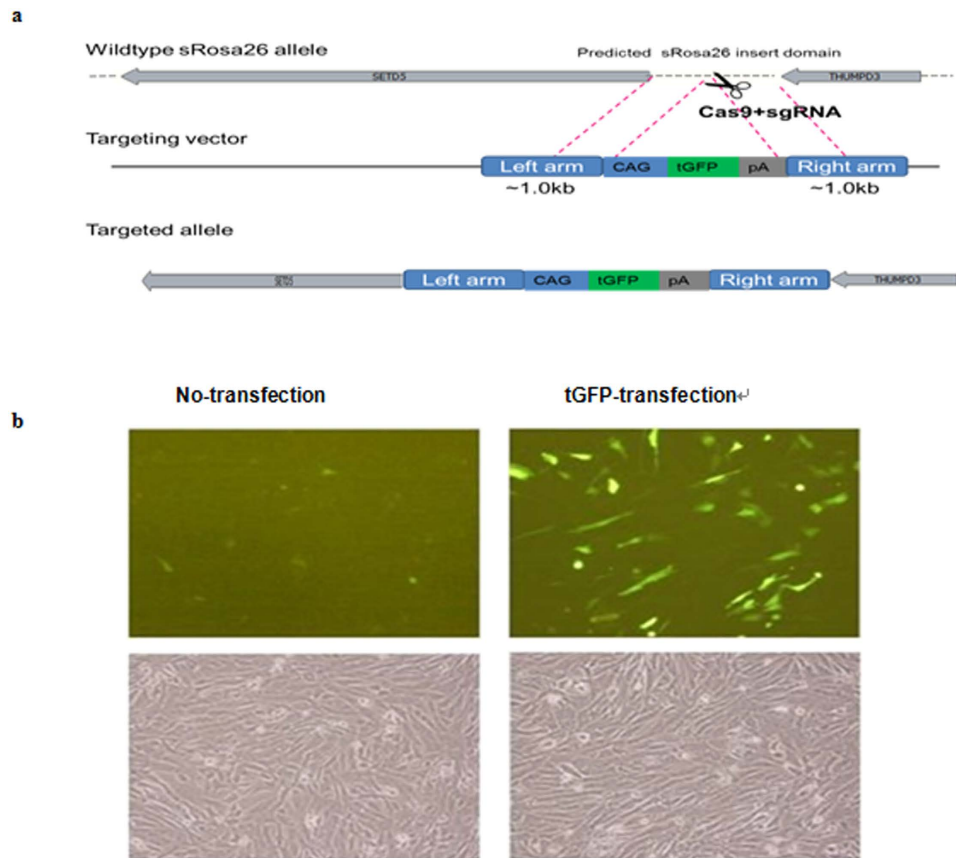 a
Wildtype sRosa26 allele
Predicted sRosa26 insert domain
SETD5
THUMPD3
Cas9+sgRNA
Targeting vector
Left arm CAG tGFP pA Right arm
~1.0kb ~1.0kb
Targeted allele
SETD5 Left arm CAG tGFP pA Right arm THUMPD3
No-transfection tGFP-transfection↵
b